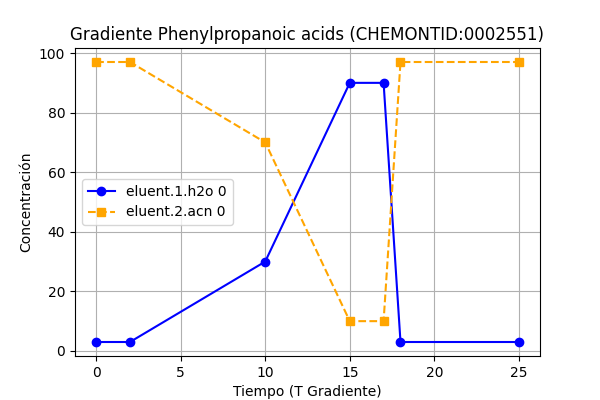 Gradiente Phenylpropanoic acids (CHEMONTID:0002551)
100
80
60
40
20
0
Concentración
eluent.1.h2o 0
eluent.2.acn 0
0 5 10 15 20 25
Tiempo (T Gradiente)